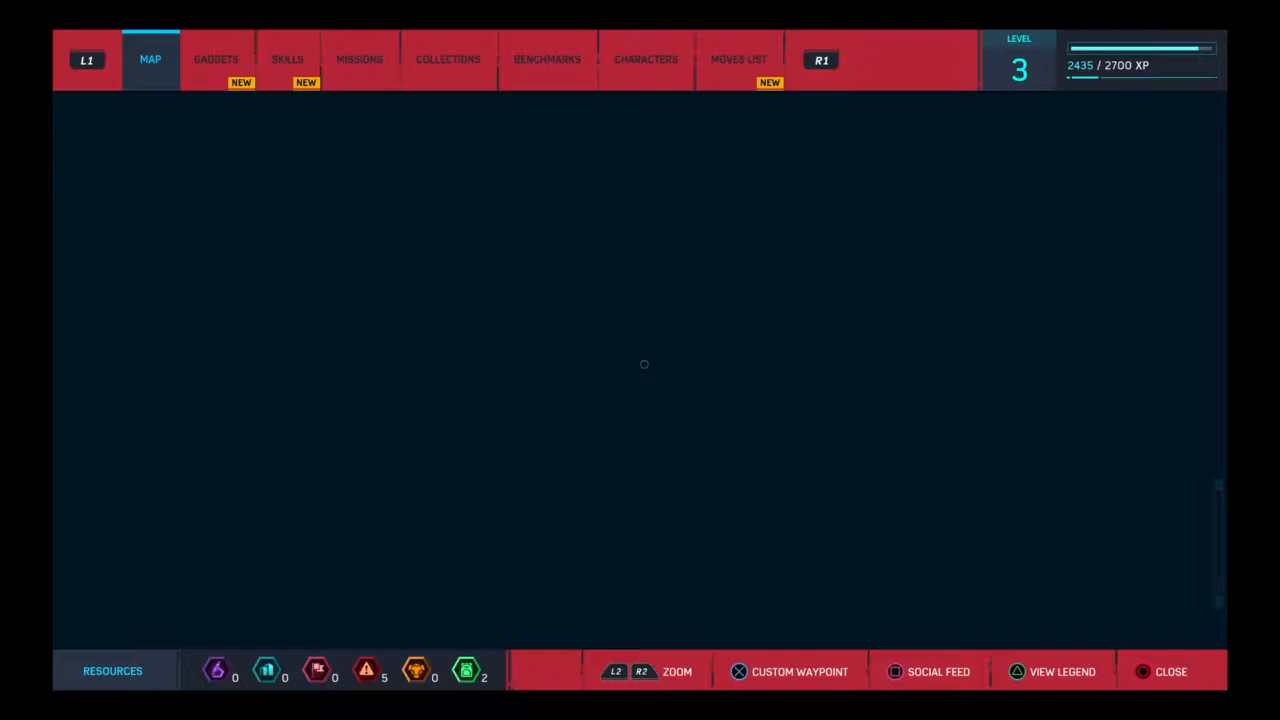 L1 MAP GADGETS SKILLS MISSIONS COLLECTIONS BENCHMARKS CHARACTERS MOVES LIST R1
NEW NEW NEW
LEVEL
3
2435 / 2700 XP
RESOURCES 0 0 0 5 0 2 L2 R2 ZOOM CUSTOM WAYPOINT SOCIAL FEED VIEW LEGEND CLOSE